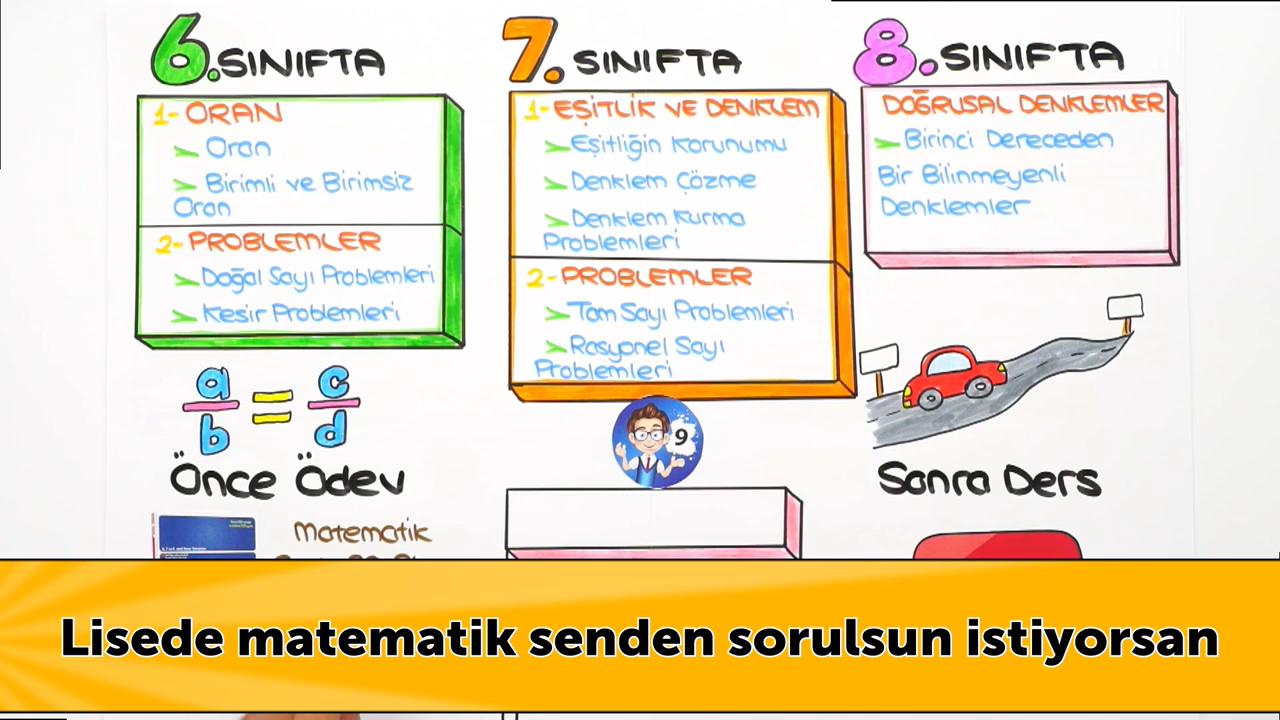 6.SINIFTA
1- ORAN
➤ Oran
➤ Birimli ve Birimsiz
Oran
2- PROBLEMLER
➤ Doğal Sayı Problemleri
➤ Kesir Problemleri
a/b = c/d
Önce Ödev
Matematik
7. SINIFTA
1- EŞİTLİK VE DENKLEM
➤ Eşitliğin Korunumu
➤ Denklem Çözme
➤ Denklem Kurma
Problemleri
2- PROBLEMLER
➤ Tam Sayı Problemleri
➤ Rasyonel Sayı
Problemleri
9
8. SINIFTA
DOĞRUSAL DENKLEMLER
➤ Birinci Dereceden
Bir Bilinmeyenli
Denklemler
Sonra Ders
Lisede matematik senden sorulsun istiyorsan